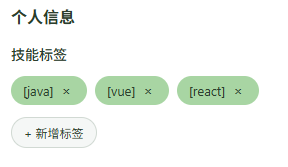 个人信息
技能标签
[java] × [vue] × [react] ×
+ 新增标签